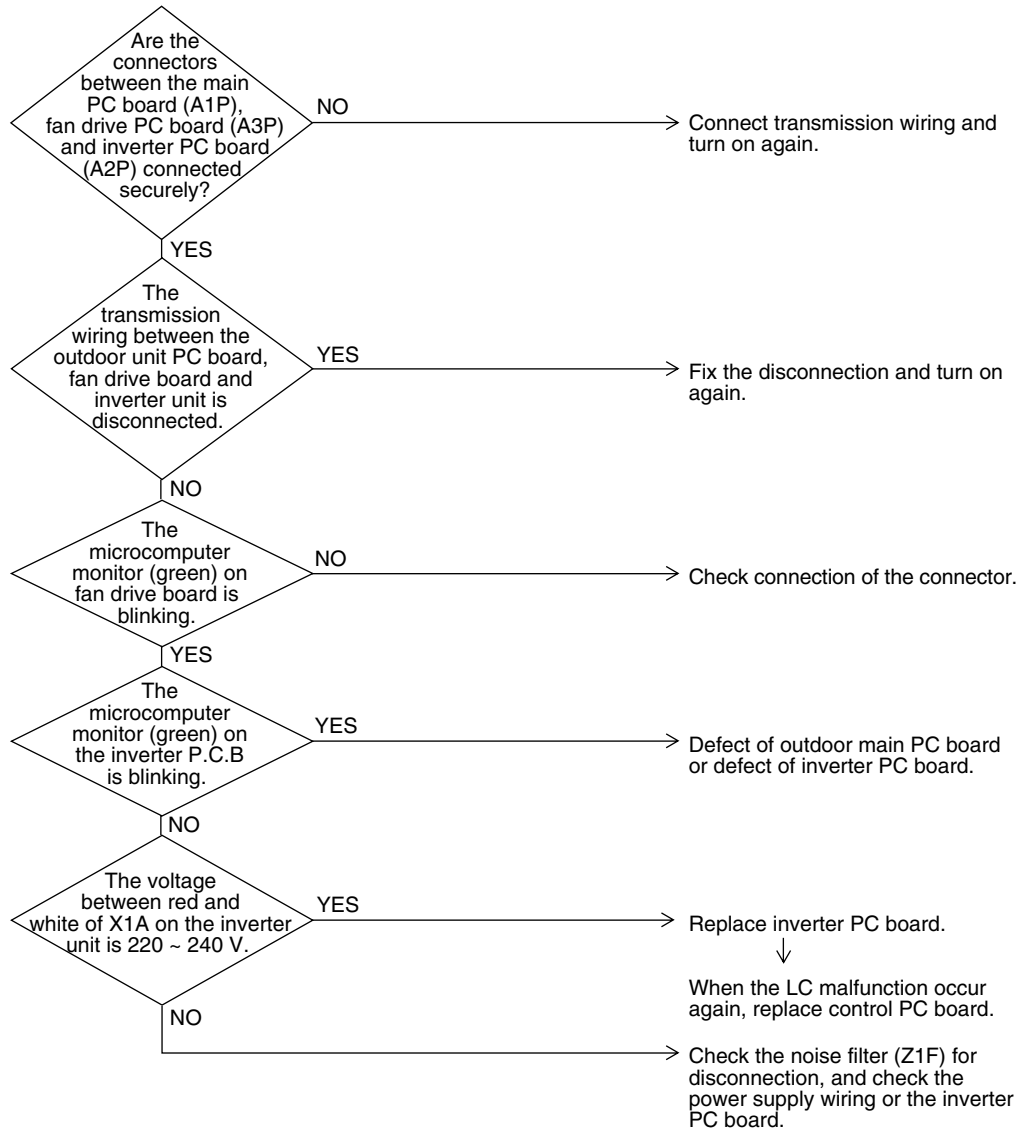 Are the
connectors
between the main
PC board (A1P),
fan drive PC board (A3P)
and inverter PC board
(A2P) connected
securely?
NO
Connect transmission wiring and
turn on again.
YES
The
transmission
wiring between the
outdoor unit PC board,
fan drive board and
inverter unit is
disconnected.
YES
Fix the disconnection and turn on
again.
NO
The
microcomputer
monitor (green) on
fan drive board is
blinking.
NO
Check connection of the connector.
YES
The
microcomputer
monitor (green) on
the inverter P.C.B
is blinking.
YES
Defect of outdoor main PC board
or defect of inverter PC board.
NO
The voltage
between red and
white of X1A on the inverter
unit is 220 ~ 240 V.
YES
Replace inverter PC board.
When the LC malfunction occur
again, replace control PC board.
NO
Check the noise filter (Z1F) for
disconnection, and check the
power supply wiring or the inverter
PC board.